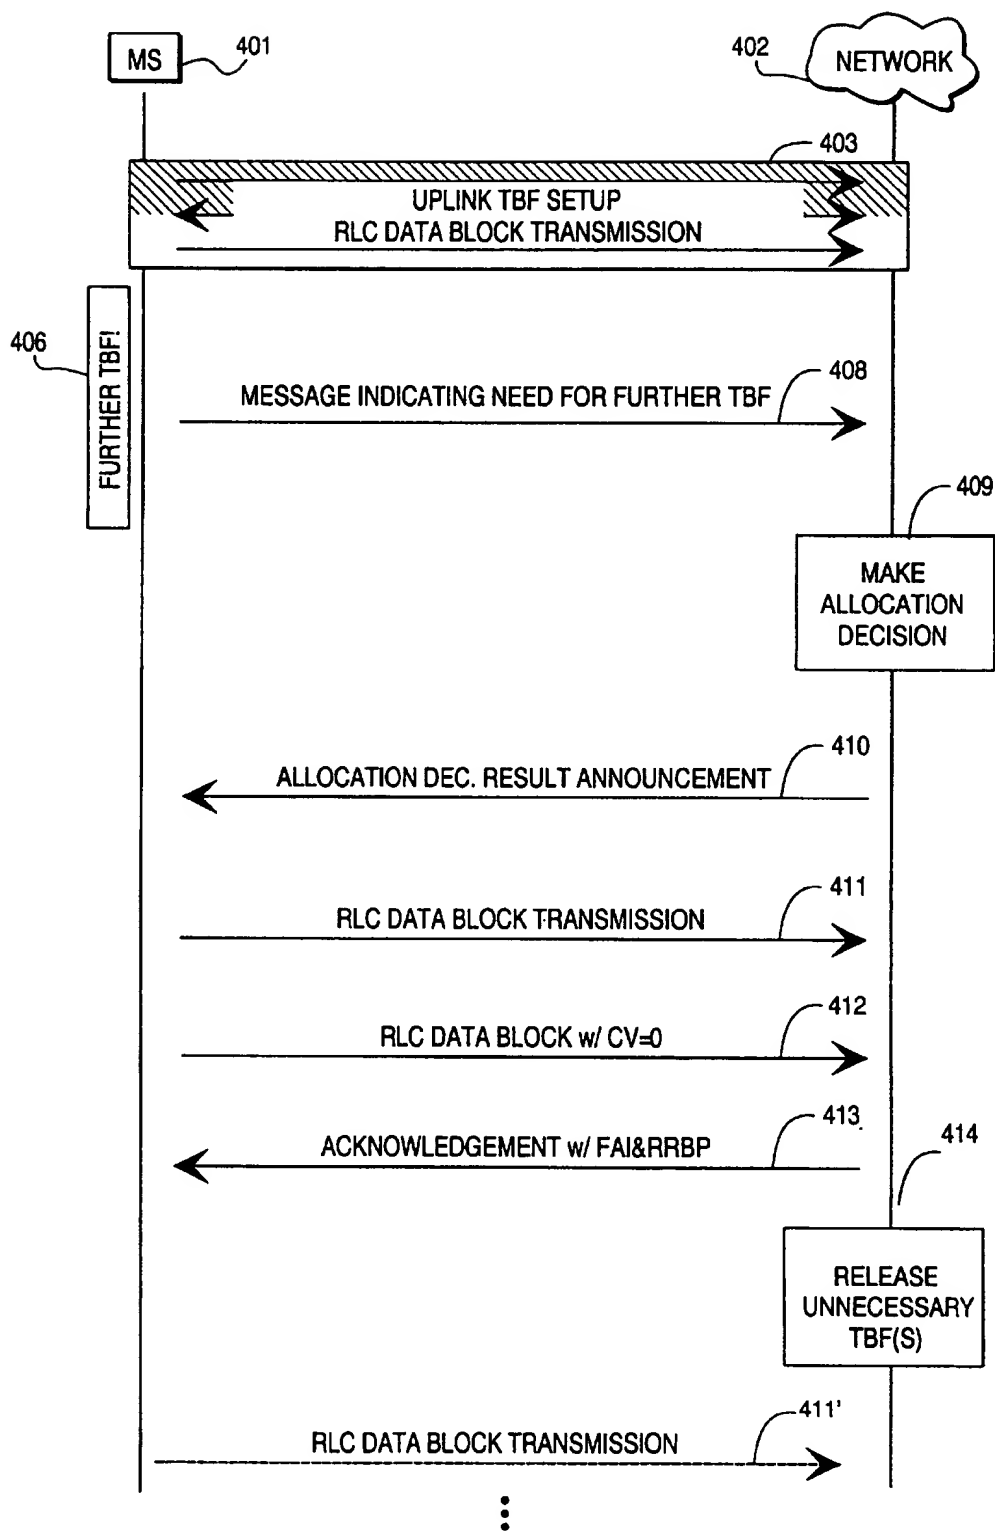 MS
401
402
NETWORK
403
UPLINK TBF SETUP
RLC DATA BLOCK TRANSMISSION
406
FURTHER TBF!
408
MESSAGE INDICATING NEED FOR FURTHER TBF
409
MAKE
ALLOCATION
DECISION
410
ALLOCATION DEC. RESULT ANNOUNCEMENT
411
RLC DATA BLOCK TRANSMISSION
412
RLC DATA BLOCK w/ CV=0
413
ACKNOWLEDGEMENT w/ FAI&RRBP
414
RELEASE
UNNECESSARY
TBF(S)
411'
RLC DATA BLOCK TRANSMISSION